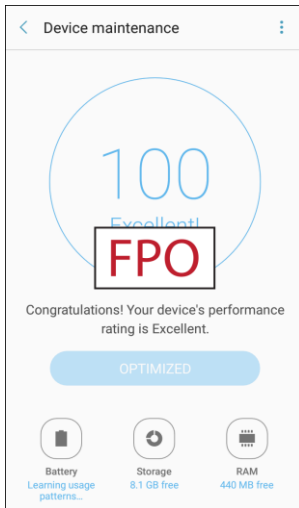 Device maintenance
100
Excellent!
FPO
Congratulations! Your device's performance
rating is Excellent.
OPTIMIZED
Battery
Learning usage
patterns...
Storage
8.1 GB free
RAM
440 MB free